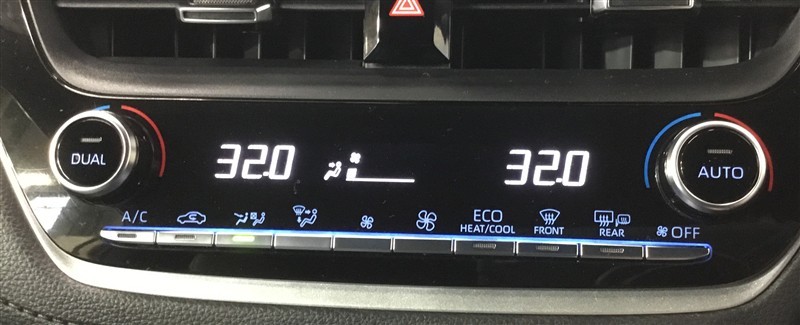 DUAL
32.0
32.0
AUTO
A/C
ECO
HEAT/COOL
FRONT
REAR
OFF